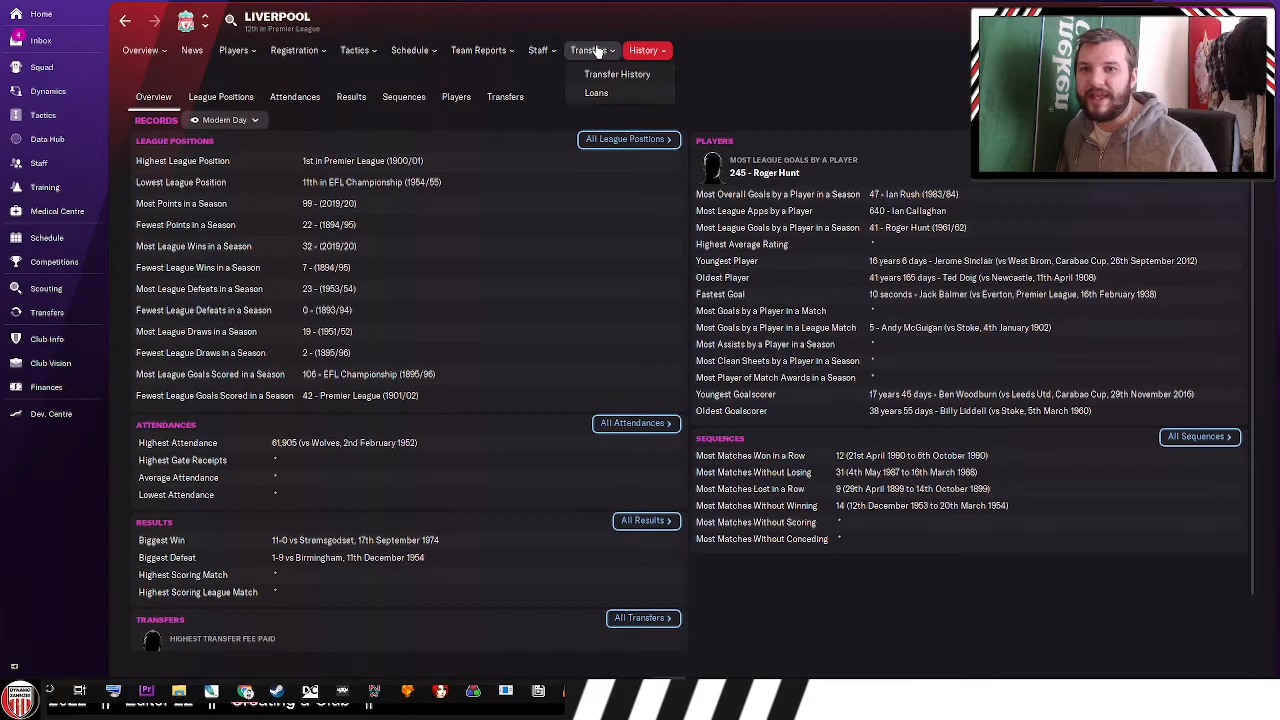 LIVERPOOL
12th in Premier League
Overview
News
Players
Registration
Tactics
Schedule
Team Reports
Staff
History
Transfer History
Loans
Home
4
Inbox
Squad
Dynamics
Tactics
Data Hub
Staff
Training
Medical Centre
Schedule
Competitions
Scouting
Transfers
Club Info
Club Vision
Finances
Dev. Centre
Overview
League Positions
Attendances
Results
Sequences
Players
Transfers
RECORDS
Modern Day
LEAGUE POSITIONS
All League Positions >
Highest League Position 1st in Premier League (1900/01)
Lowest League Position 11th in EFL Championship (1954/55)
Most Points in a Season 99 - (2019/20)
Fewest Points in a Season 22 - (1894/95)
Most League Wins in a Season 32 - (2019/20)
Fewest League Wins in a Season 7 - (1894/95)
Most League Defeats in a Season 23 - (1953/54)
Fewest League Defeats in a Season 0 - (1893/94)
Most League Draws in a Season 19 - (1951/52)
Fewest League Draws in a Season 2 - (1895/96)
Most League Goals Scored in a Season 106 - EFL Championship (1895/96)
Fewest League Goals Scored in a Season 42 - Premier League (1901/02)
ATTENDANCES
All Attendances >
Highest Attendance 61,905 (vs Wolves, 2nd February 1952)
Highest Gate Receipts *
Average Attendance *
Lowest Attendance *
RESULTS
All Results >
Biggest Win 11-0 vs Strømsgodset, 17th September 1974
Biggest Defeat 1-9 vs Birmingham, 11th December 1954
Highest Scoring Match *
Highest Scoring League Match *
TRANSFERS
All Transfers >
HIGHEST TRANSFER FEE PAID
PLAYERS
MOST LEAGUE GOALS BY A PLAYER
245 - Roger Hunt
Most Overall Goals by a Player in a Season 47 - Ian Rush (1983/84)
Most League Apps by a Player 640 - Ian Callaghan
Most League Goals by a Player in a Season 41 - Roger Hunt (1961/62)
Highest Average Rating *
Youngest Player 16 years 6 days - Jerome Sinclair (vs West Brom, Carabao Cup, 26th September 2012)
Oldest Player 41 years 165 days - Ted Doig (vs Newcastle, 11th April 1908)
Fastest Goal 10 seconds - Jack Balmer (vs Everton, Premier League, 16th February 1938)
Most Goals by a Player in a Match *
Most Goals by a Player in a League Match 5 - Andy McGuigan (vs Stoke, 4th January 1902)
Most Assists by a Player in a Season *
Most Clean Sheets by a Player in a Season *
Most Player of Match Awards in a Season *
Youngest Goalscorer 17 years 45 days - Ben Woodburn (vs Leeds Utd, Carabao Cup, 29th November 2016)
Oldest Goalscorer 38 years 55 days - Billy Liddell (vs Stoke, 5th March 1960)
SEQUENCES
All Sequences >
Most Matches Won in a Row 12 (21st April 1990 to 6th October 1990)
Most Matches Without Losing 31 (4th May 1987 to 16th March 1988)
Most Matches Lost in a Row 9 (29th April 1899 to 14th October 1899)
Most Matches Without Winning 14 (12th December 1953 to 20th March 1954)
Most Matches Without Scoring *
Most Matches Without Conceding *
Pr
DC
2022 || Editor 22 || Creating a Club ||